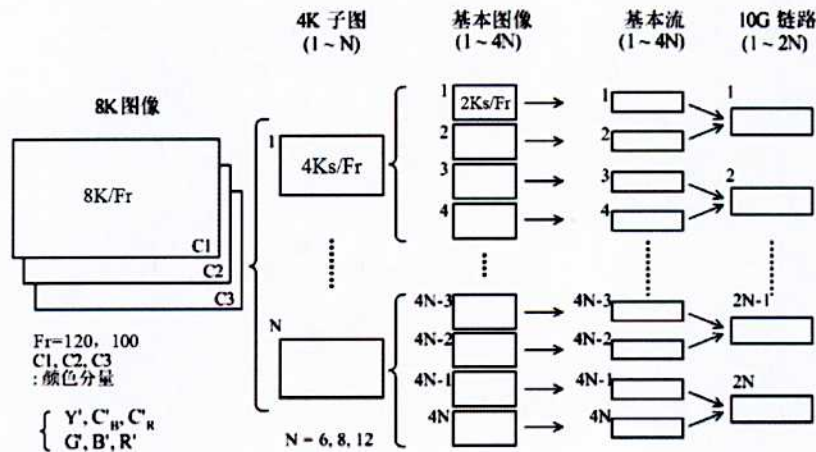 4K 子图
(1 ~ N)
基本图像
(1 ~ 4N)
基本流
(1 ~ 4N)
10G 链路
(1 ~ 2N)
8K 图像
8K/Fr
C1
C2
C3
Fr=120，100
C1, C2, C3
: 颜色分量
Y', C'B, C'R
G', B', R'
1
4Ks/Fr
N
N = 6, 8, 12
1
2Ks/Fr
2
3
4
4N-3
4N-2
4N-1
4N
1
2
3
4
4N-3
4N-2
4N-1
4N
1
2
2N-1
2N